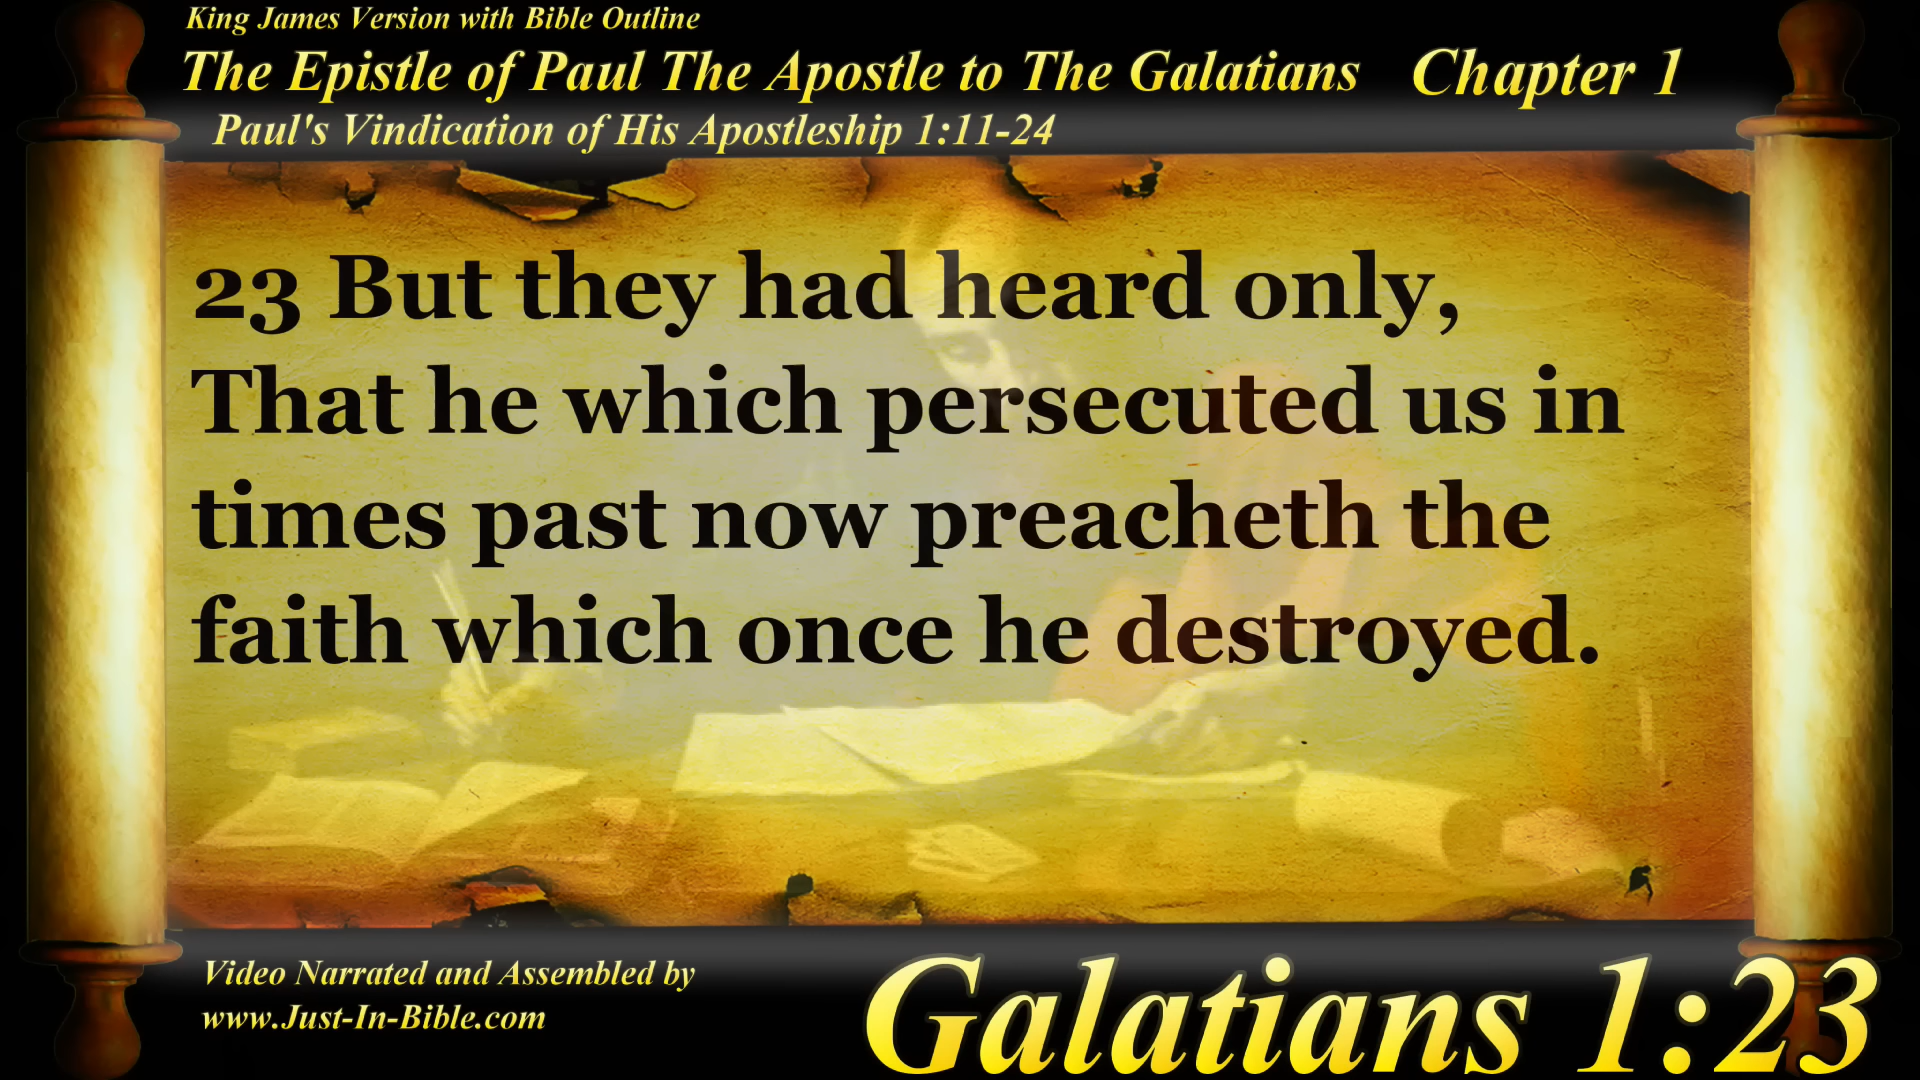 King James Version with Bible Outline
The Epistle of Paul The Apostle to The Galatians Chapter 1
Paul's Vindication of His Apostleship 1:11-24
23 But they had heard only,
That he which persecuted us in
times past now preacheth the
faith which once he destroyed.
Video Narrated and Assembled by
www.Just-In-Bible.com
Galatians 1:23